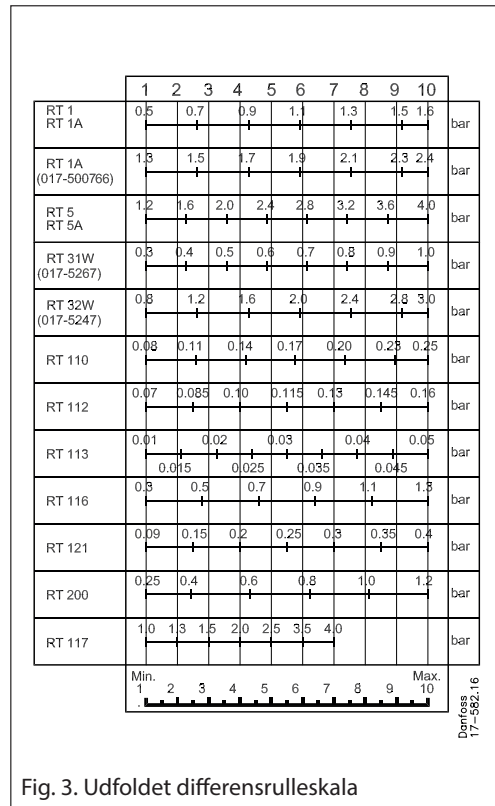 1 2 3 4 5 6 7 8 9 10
RT 1
RT 1A
0.5 0.7 0.9 1.1 1.3 1.5 1.6
bar
RT 1A
(017-500766)
1.3 1.5 1.7 1.9 2.1 2.3 2.4
bar
RT 5
RT 5A
1.2 1.6 2.0 2.4 2.8 3.2 3.6 4.0
bar
RT 31W
(017-5267)
0.3 0.4 0.5 0.6 0.7 0.8 0.9 1.0
bar
RT 32W
(017-5247)
0.8 1.2 1.6 2.0 2.4 2.8 3.0
bar
RT 110
0.08 0.11 0.14 0.17 0.20 0.23 0.25
bar
RT 112
0.07 0.085 0.10 0.115 0.13 0.145 0.16
bar
RT 113
0.01 0.02 0.03 0.04 0.05
0.015 0.025 0.035 0.045
bar
RT 116
0.3 0.5 0.7 0.9 1.1 1.3
bar
RT 121
0.09 0.15 0.2 0.25 0.3 0.35 0.4
bar
RT 200
0.25 0.4 0.6 0.8 1.0 1.2
bar
RT 117
1.0 1.3 1.5 2.0 2.5 3.5 4.0
bar
Min. Max.
1 2 3 4 5 6 7 8 9 10
Danfoss
17-582.16
Fig. 3. Udfoldet differensrulleskala